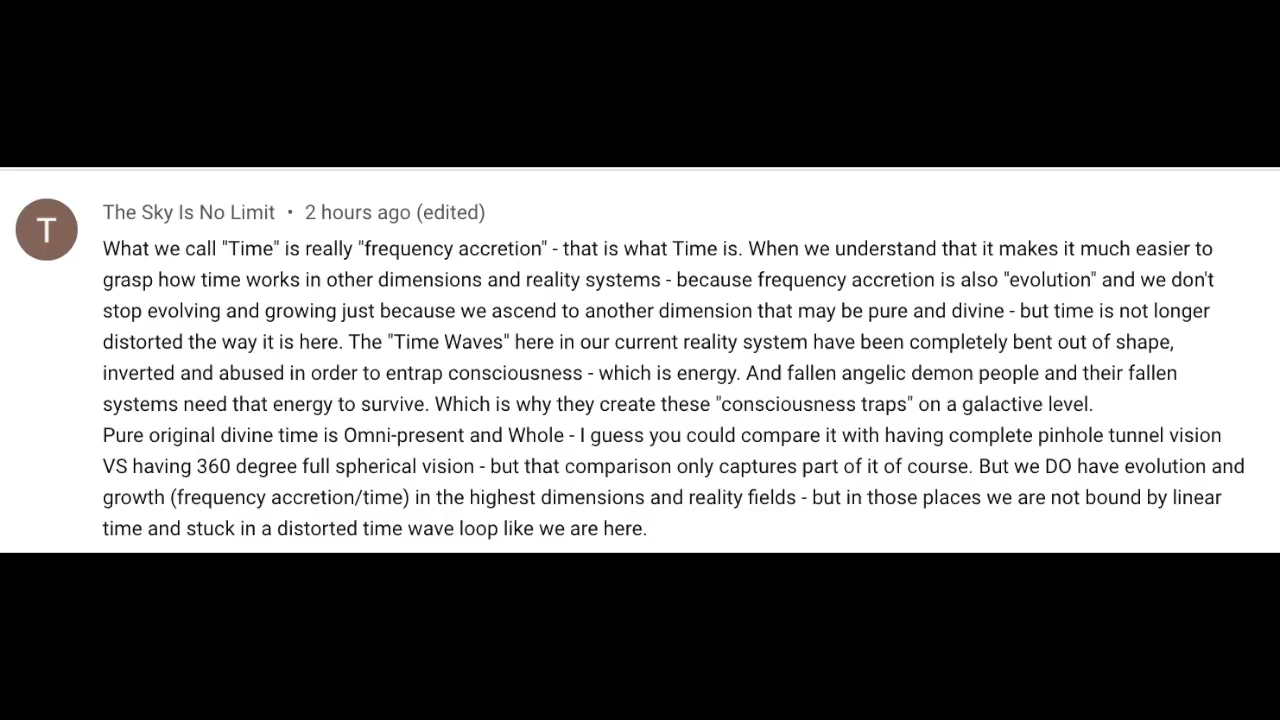 T
The Sky Is No Limit • 2 hours ago (edited)
What we call "Time" is really "frequency accretion" - that is what Time is. When we understand that it makes it much easier to
grasp how time works in other dimensions and reality systems - because frequency accretion is also "evolution" and we don't
stop evolving and growing just because we ascend to another dimension that may be pure and divine - but time is not longer
distorted the way it is here. The "Time Waves" here in our current reality system have been completely bent out of shape,
inverted and abused in order to entrap consciousness - which is energy. And fallen angelic demon people and their fallen
systems need that energy to survive. Which is why they create these "consciousness traps" on a galactive level.
Pure original divine time is Omni-present and Whole - I guess you could compare it with having complete pinhole tunnel vision
VS having 360 degree full spherical vision - but that comparison only captures part of it of course. But we DO have evolution and
growth (frequency accretion/time) in the highest dimensions and reality fields - but in those places we are not bound by linear
time and stuck in a distorted time wave loop like we are here.